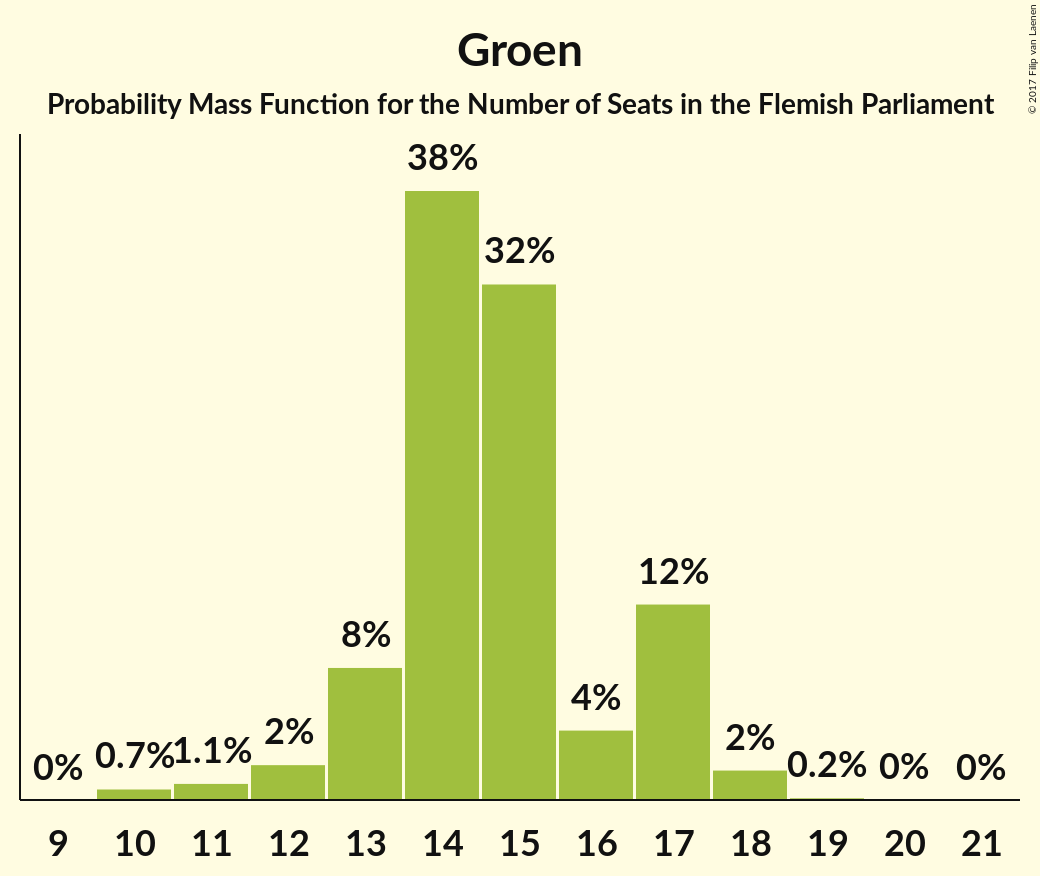 Groen
Probability Mass Function for the Number of Seats in the Flemish Parliament
© 2017 Filip van Laenen
38%
32%
12%
8%
4%
2%
2%
0% 0.7% 1.1% 0.2% 0% 0%
9 10 11 12 13 14 15 16 17 18 19 20 21